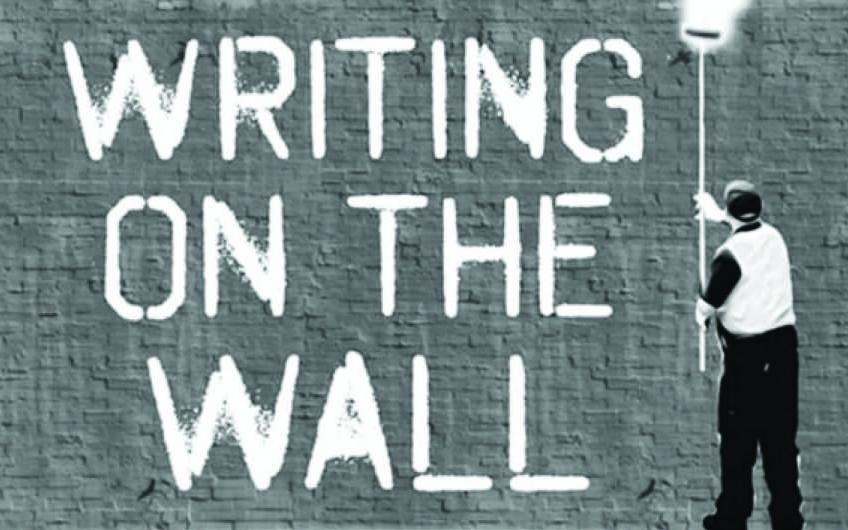 WRITING
ON THE
WALL